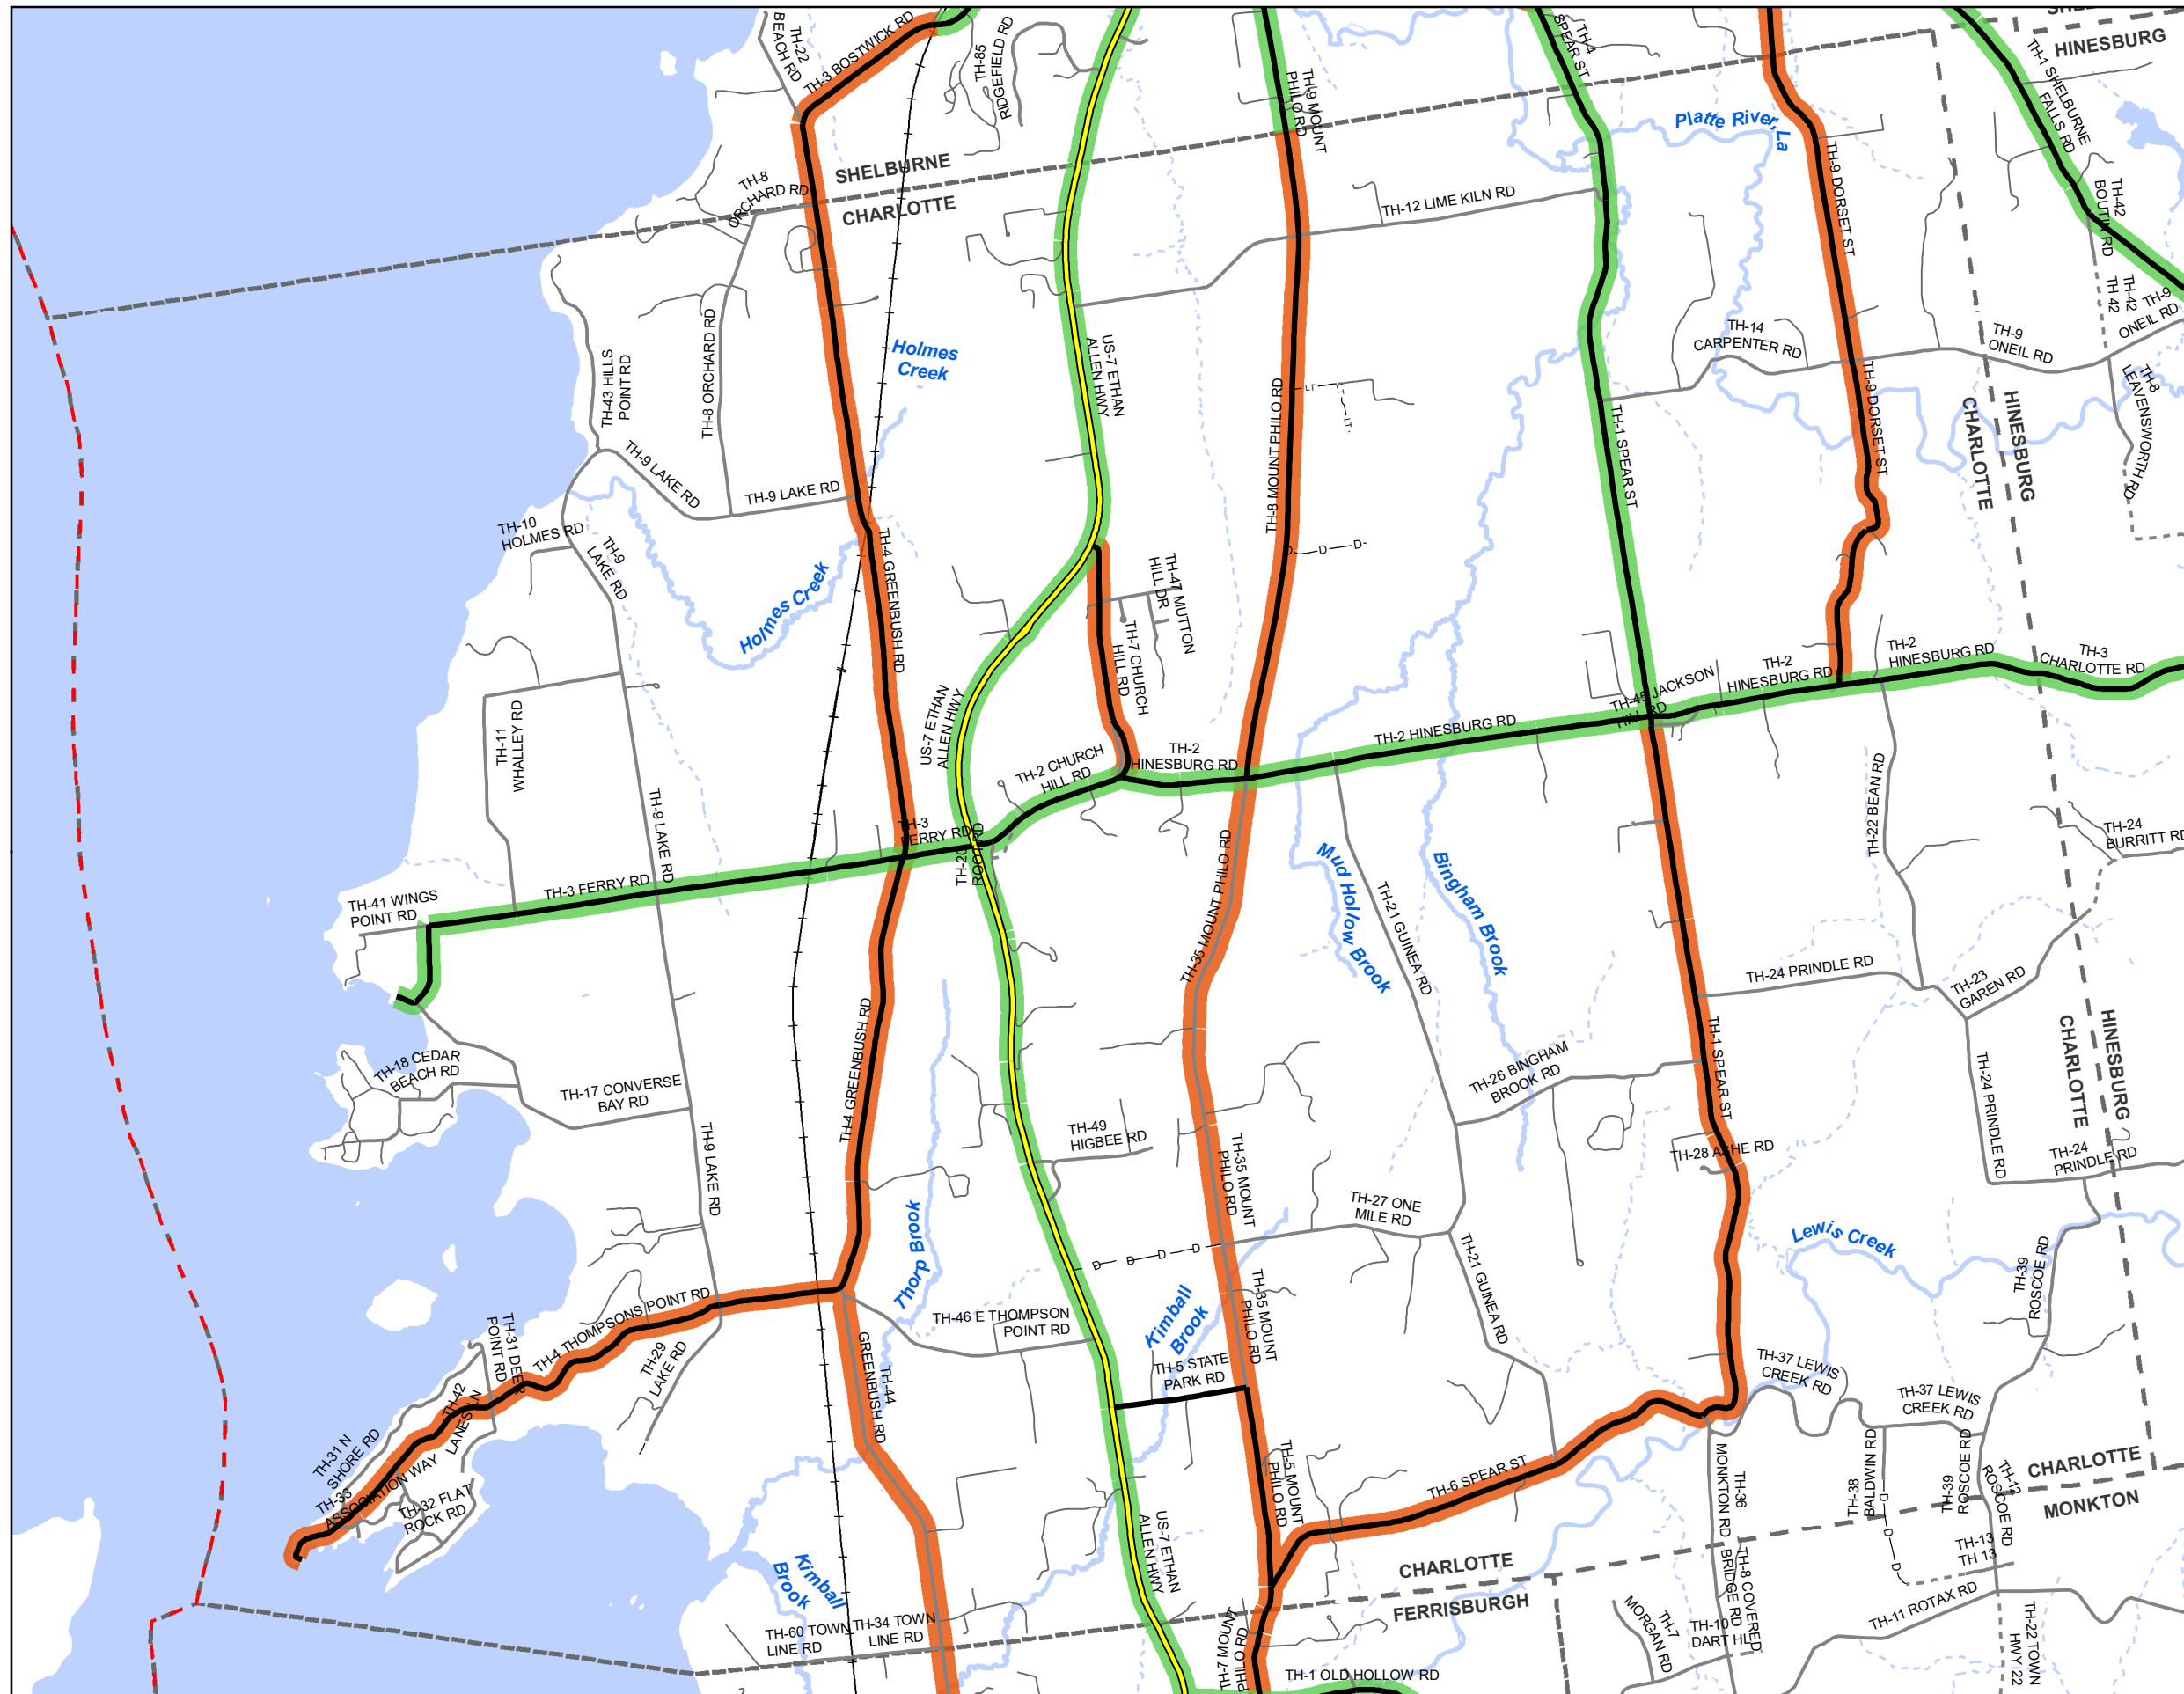 SHELBURNE
HINESBURG
TH-22
BEACH RD
TH-3 BOSTWICK RD
TH-85
RIDGEFIELD RD
TH-9 MOUNT
PHILO RD
TH-4
SPEAR ST
TH-1 SHELBURNE
FALLS RD
Platte River, La
TH-8
ORCHARD RD
SHELBURNE
CHARLOTTE
TH-12 LIME KILN RD
TH-9 DORSET ST
TH-42
BOUTIN RD
TH-42
TH 42
TH-9
ONEIL RD
TH-43 HILLS
POINT RD
TH-8 ORCHARD RD
Holmes
Creek
US-7 ETHAN
ALLEN HWY
TH-8 MOUNT PHILO RD
LT
LT
LT
TH-14
CARPENTER RD
TH-9
ONEIL RD
TH-9 DORSET ST
TH-8
LEAVENSWORTH RD
HINESBURG
CHARLOTTE
TH-1 SPEAR ST
TH-9 LAKE RD
TH-9 LAKE RD
TH-10
HOLMES RD
TH-9
LAKE RD
Holmes Creek
TH-4 GREENBUSH RD
D
D
D
TH-47 MUTTON
HILL DR
TH-7 CHURCH
HILL RD
TH-11
WHALLEY RD
US-7 ETHAN
ALLEN HWY
TH-2 CHURCH
HILL RD
TH-2
HINESBURG RD
TH-2 HINESBURG RD
TH-45 JACKSON
HILL RD
TH-2
HINESBURG RD
TH-2
HINESBURG RD
TH-3
CHARLOTTE RD
TH-22 BEAN RD
TH-24
BURRITT RD
TH-9 LAKE RD
TH-3
FERRY RD
TH-20
ROOT RD
TH-3 FERRY RD
TH-41 WINGS
POINT RD
TH-35 MOUNT PHILO RD
Mud Hollow Brook
TH-21 GUINEA RD
Bingham Brook
TH-24 PRINDLE RD
TH-23
GAREN RD
HINESBURG
CHARLOTTE
TH-18 CEDAR
BEACH RD
TH-17 CONVERSE
BAY RD
TH-4 GREENBUSH RD
TH-26 BINGHAM
BROOK RD
TH-1 SPEAR ST
TH-24 PRINDLE RD
TH-9 LAKE RD
TH-49
HIGBEE RD
TH-35 MOUNT
PHILO RD
TH-28 ASHE RD
TH-24
PRINDLE RD
TH-27 ONE
MILE RD
Lewis Creek
TH-39
ROSCOE RD
Thorp Brook
D
D
D
TH-21 GUINEA RD
TH-35 MOUNT
PHILO RD
Kimball
Brook
TH-46 E THOMPSON
POINT RD
TH-4 THOMPSONS POINT RD
TH-31 DEER
POINT RD
TH-29
LAKE RD
TH-44
GREENBUSH RD
TH-5 STATE
PARK RD
TH-37 LEWIS
CREEK RD
TH-37 LEWIS
CREEK RD
TH-42
LANES LN
TH-31 N
SHORE RD
TH-33
ASSOCIATION WAY
TH-32 FLAT
ROCK RD
TH-5 MOUNT
PHILO RD
TH-6 SPEAR ST
TH-36
MONKTON RD
TH-38
BALDWIN RD
D
D
D
TH-39
ROSCOE RD
TH-12
ROSCOE RD
CHARLOTTE
MONKTON
US-7 ETHAN
ALLEN HWY
Kimball
Brook
CHARLOTTE
FERRISBURGH
TH-8 COVERED
BRIDGE RD
TH-13
TH 13
TH-11 ROTAX RD
TH-60 TOWN
LINE RD
TH-34 TOWN
LINE RD
TH-7 MOUNT
PHILO RD
TH-1 OLD HOLLOW RD
TH-7
MORGAN RD
TH-10
DART HL
TH-22 TOWN
HWY 22